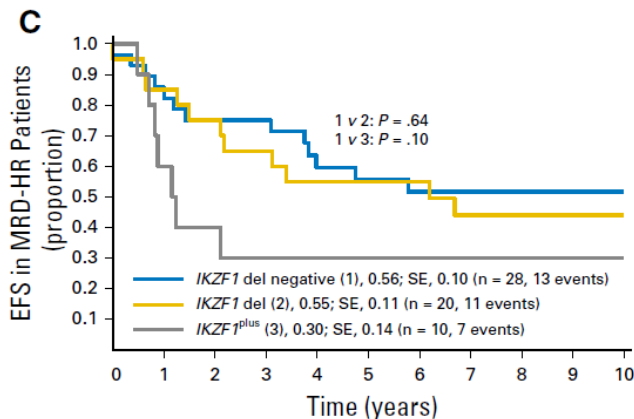 C
EFS in MRD-HR Patients
(proportion)
1.0
0.9
0.8
0.7
0.6
0.5
0.4
0.3
0.2
0.1
1 v 2: P = .64
1 v 3: P = .10
IKZF1 del negative (1), 0.56; SE, 0.10 (n = 28, 13 events)
IKZF1 del (2), 0.55; SE, 0.11 (n = 20, 11 events)
IKZF1plus (3), 0.30; SE, 0.14 (n = 10, 7 events)
0 1 2 3 4 5 6 7 8 9 10
Time (years)